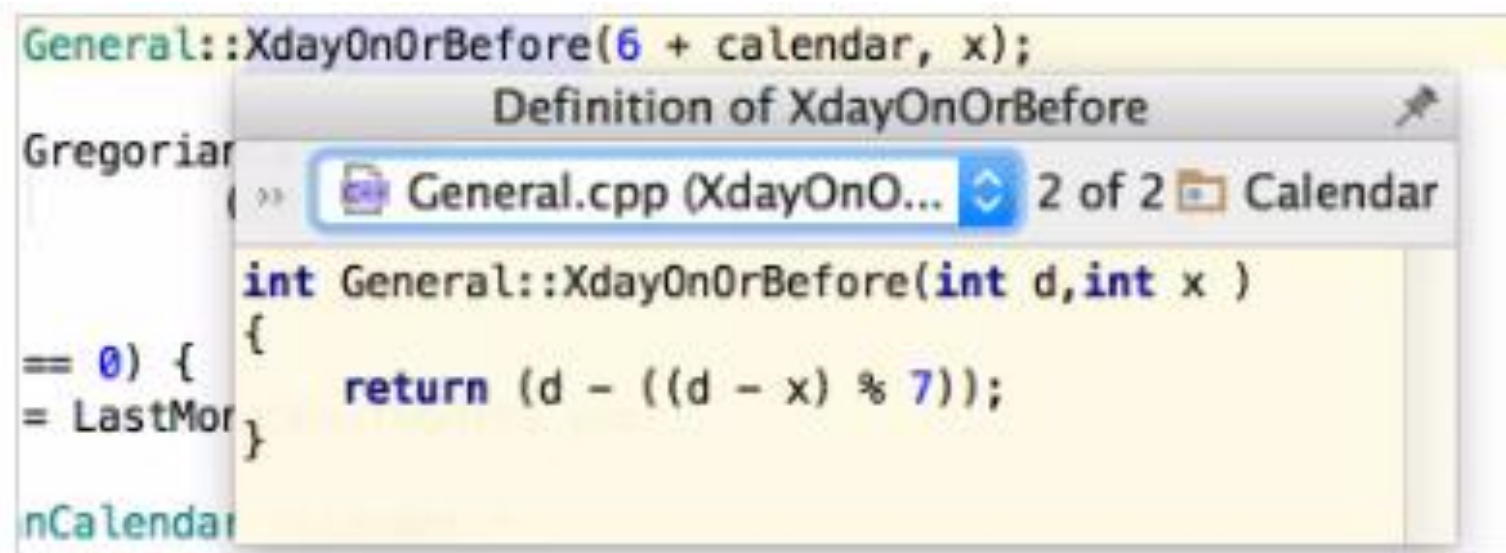 General::XdayOnOrBefore(6 + calendar, x);
Definition of XdayOnOrBefore
Gregorian
( >> General.cpp (XdayOnO... 2 of 2 Calendar
int General::XdayOnOrBefore(int d,int x )
{
== 0) {
return (d - ((d - x) % 7));
= LastMon
}
nCalendar